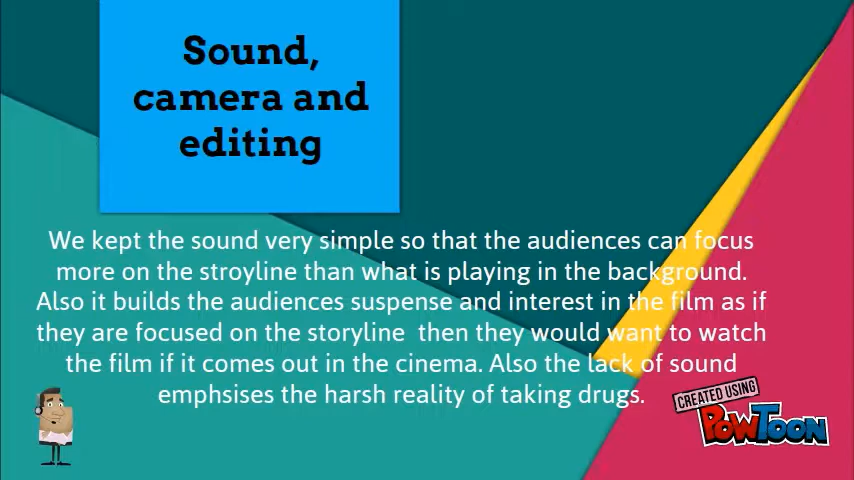 Sound,
camera and
editing
We kept the sound very simple so that the audiences can focus
more on the stroyline than what is playing in the background.
Also it builds the audiences suspense and interest in the film as if
they are focused on the storyline  then they would want to watch
the film if it comes out in the cinema. Also the lack of sound
emphsises the harsh reality of taking drugs.
CREATED USING
POWTOON